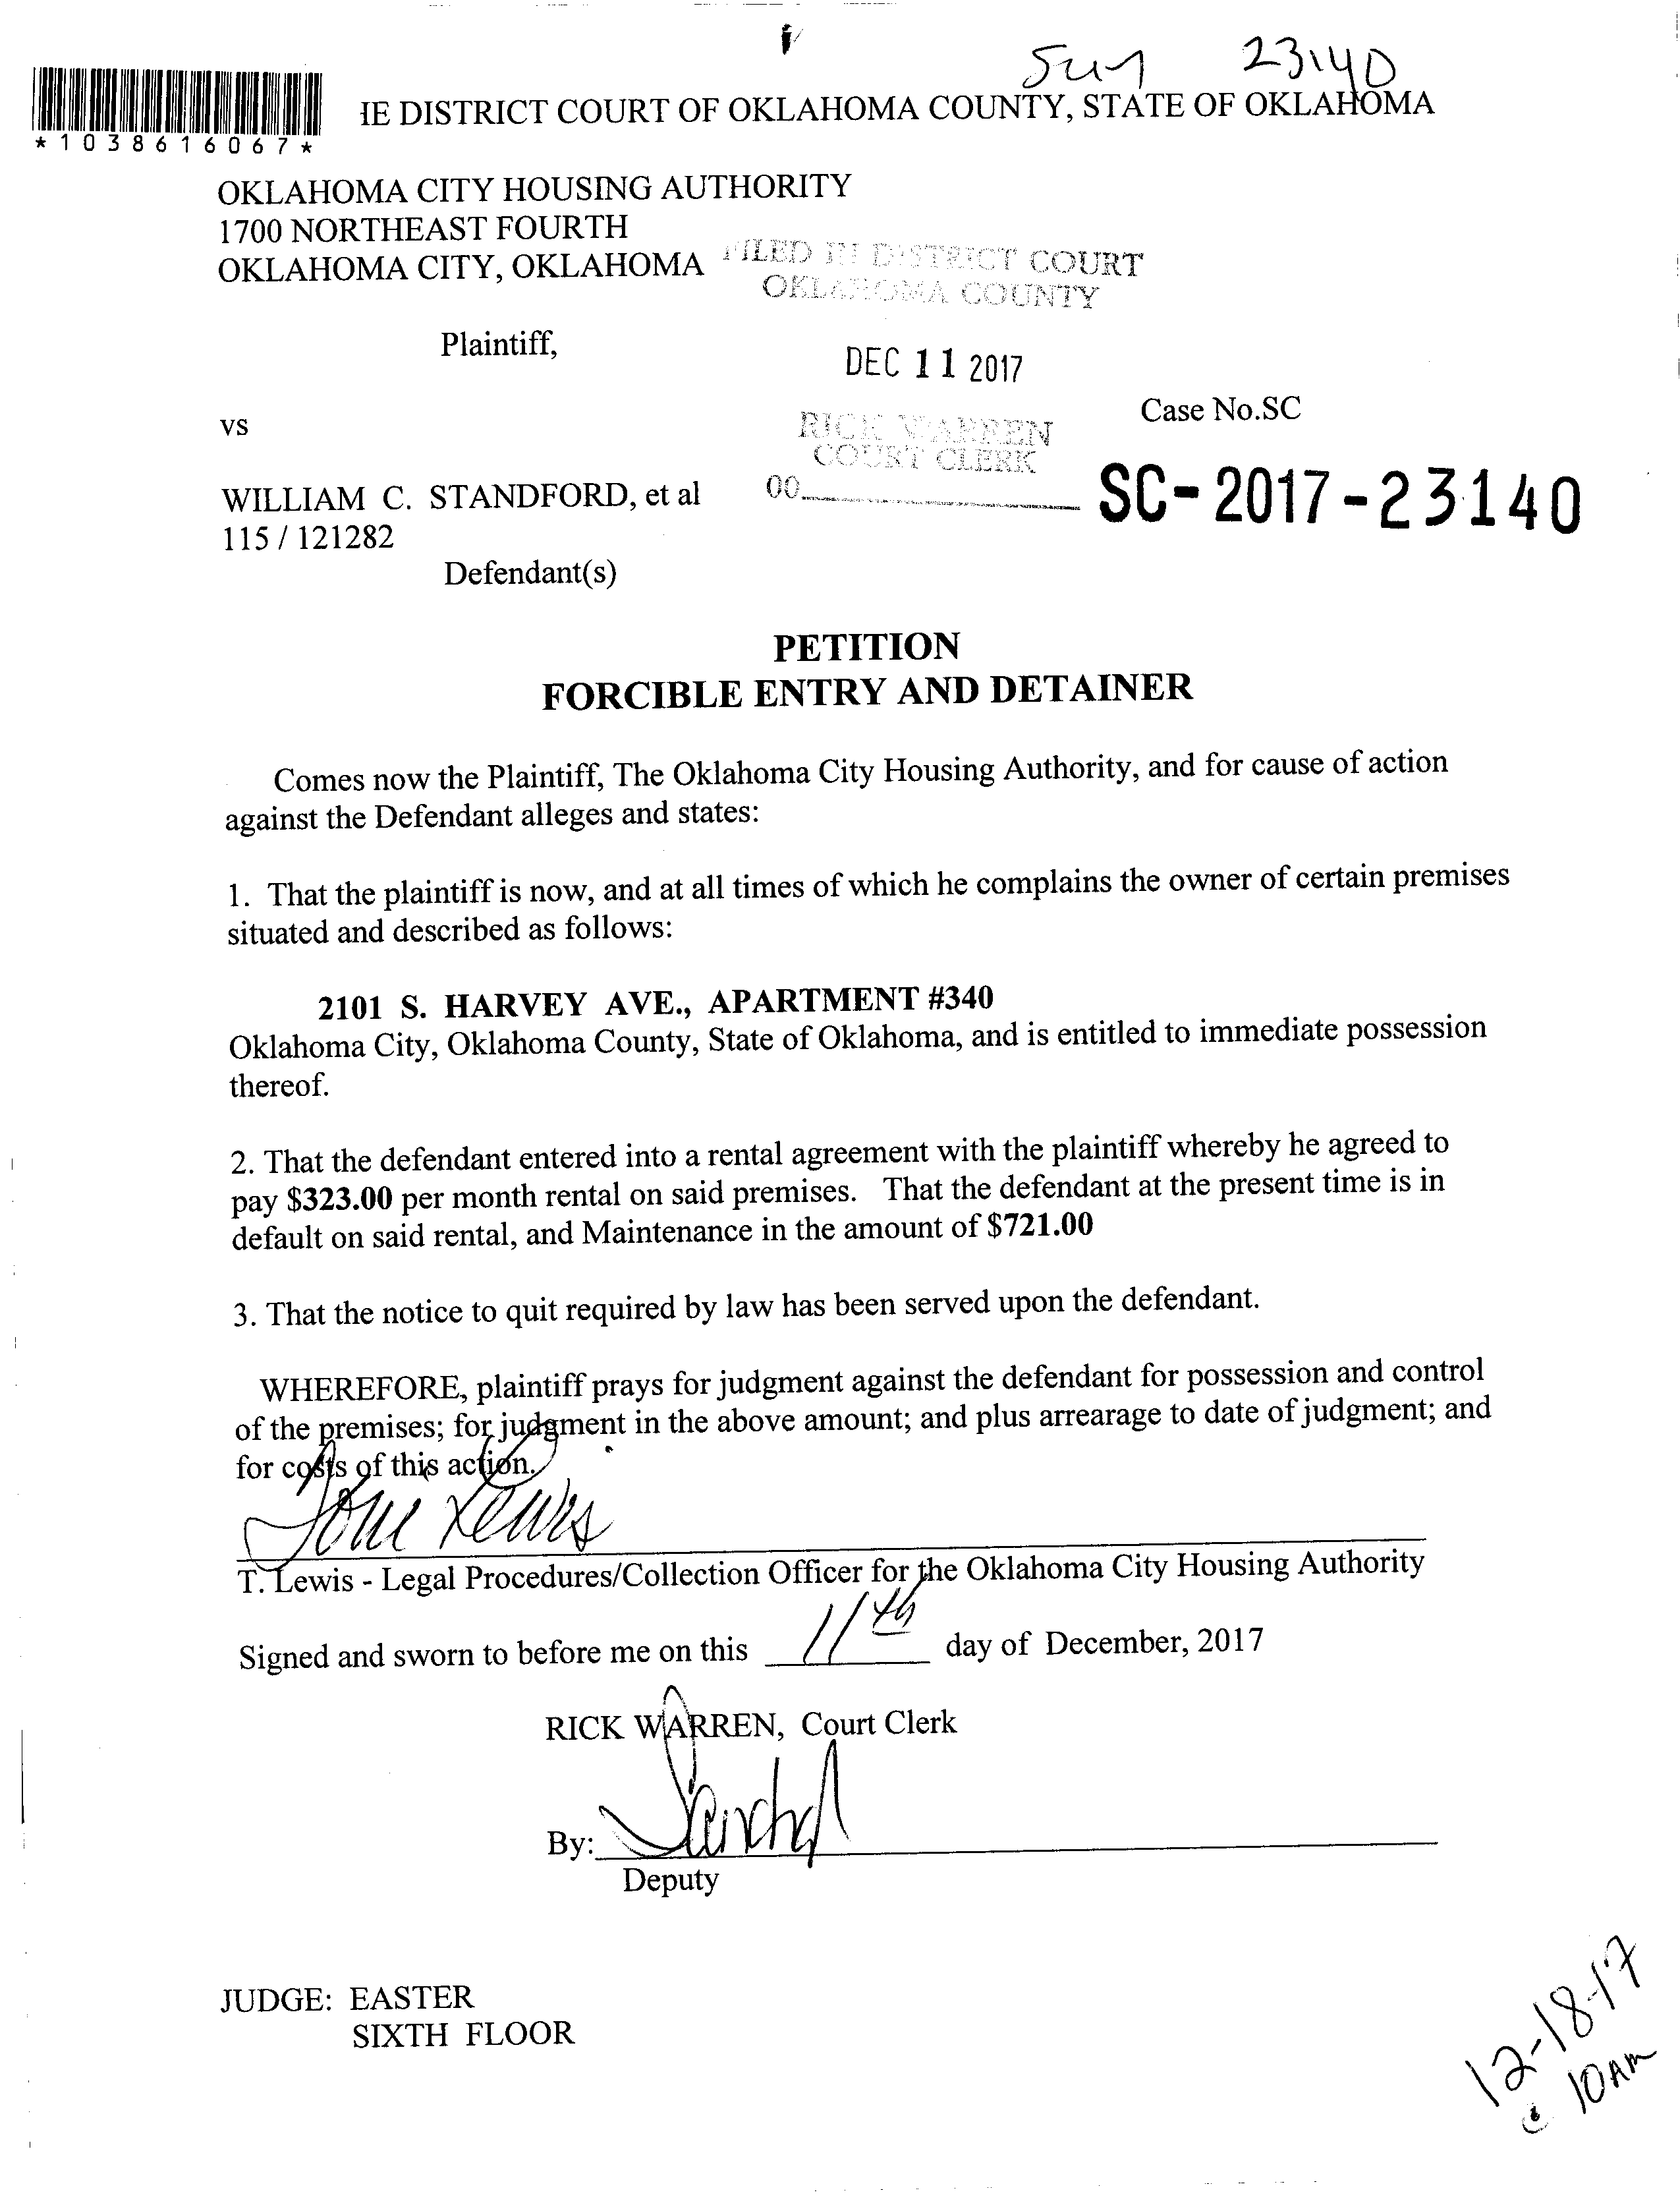 23140
IE DISTRICT COURT OF OKLAHOMA COUNTY, STATE OF OKLAHOMA
*1038616067*
OKLAHOMA CITY HOUSING AUTHORITY
1700 NORTHEAST FOURTH
OKLAHOMA CITY, OKLAHOMA
FILED IN DISTRICT COURT
OKLAHOMA COUNTY
Plaintiff,
DEC 11 2017
Case No.SC
vs
RICK WARREN
COURT CLERK
SC-2017-23140
WILLIAM C. STANDFORD, et al
00
115 / 121282
Defendant(s)
PETITION
FORCIBLE ENTRY AND DETAINER
Comes now the Plaintiff, The Oklahoma City Housing Authority, and for cause of action
against the Defendant alleges and states:
1. That the plaintiff is now, and at all times of which he complains the owner of certain premises
situated and described as follows:
2101 S. HARVEY AVE., APARTMENT #340
Oklahoma City, Oklahoma County, State of Oklahoma, and is entitled to immediate possession
thereof.
2. That the defendant entered into a rental agreement with the plaintiff whereby he agreed to
pay $323.00 per month rental on said premises. That the defendant at the present time is in
default on said rental, and Maintenance in the amount of $721.00
3. That the notice to quit required by law has been served upon the defendant.
WHEREFORE, plaintiff prays for judgment against the defendant for possession and control
of the premises; for judgment in the above amount; and plus arrearage to date of judgment; and
for costs of this action.
T. Lewis - Legal Procedures/Collection Officer for the Oklahoma City Housing Authority
Signed and sworn to before me on this 11th day of December, 2017
RICK WARREN, Court Clerk
By:
Deputy
JUDGE: EASTER
SIXTH FLOOR
12-18-17
@ 10AM